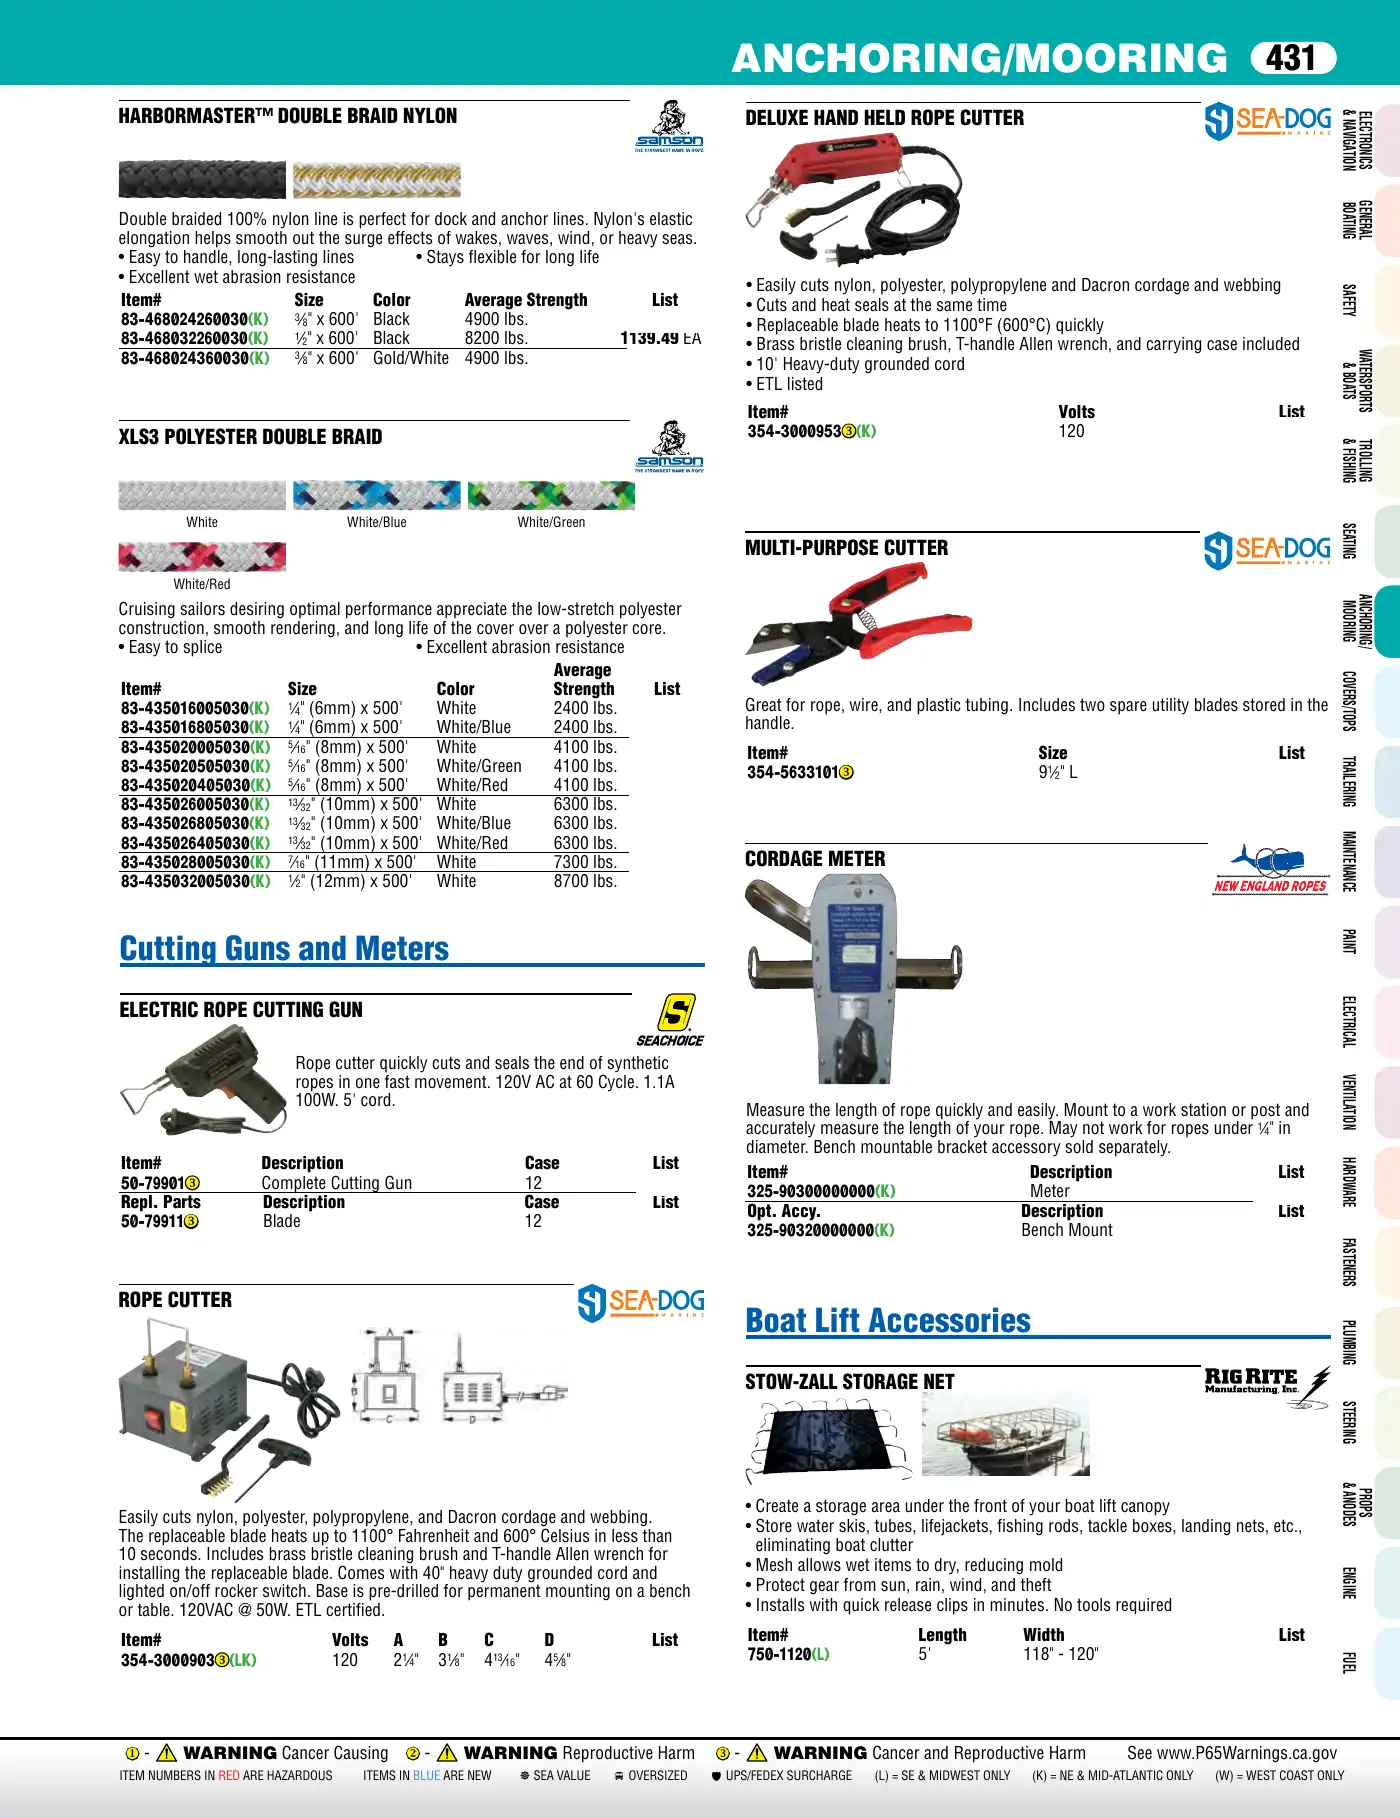 ANCHORING/MOORING 431
HARBORMASTER™ DOUBLE BRAID NYLON
SAMSON
THE STRONGEST NAME IN ROPE
Double braided 100% nylon line is perfect for dock and anchor lines. Nylon's elastic
elongation helps smooth out the surge effects of wakes, waves, wind, or heavy seas.
• Easy to handle, long-lasting lines • Stays flexible for long life
• Excellent wet abrasion resistance
Item# Size Color Average Strength List
83-468024260030(K) ⅜" x 600' Black 4900 lbs.
83-468032260030(K) ½" x 600' Black 8200 lbs. 1139.49 EA
83-468024360030(K) ⅜" x 600' Gold/White 4900 lbs.
XLS3 POLYESTER DOUBLE BRAID
SAMSON
THE STRONGEST NAME IN ROPE
White White/Blue White/Green
White/Red
Cruising sailors desiring optimal performance appreciate the low-stretch polyester
construction, smooth rendering, and long life of the cover over a polyester core.
• Easy to splice • Excellent abrasion resistance
Average
Item# Size Color Strength List
83-435016005030(K) ¼" (6mm) x 500' White 2400 lbs.
83-435016805030(K) ¼" (6mm) x 500' White/Blue 2400 lbs.
83-435020005030(K) 5⁄16" (8mm) x 500' White 4100 lbs.
83-435020505030(K) 5⁄16" (8mm) x 500' White/Green 4100 lbs.
83-435020405030(K) 5⁄16" (8mm) x 500' White/Red 4100 lbs.
83-435026005030(K) 13⁄32" (10mm) x 500' White 6300 lbs.
83-435026805030(K) 13⁄32" (10mm) x 500' White/Blue 6300 lbs.
83-435026405030(K) 13⁄32" (10mm) x 500' White/Red 6300 lbs.
83-435028005030(K) 7⁄16" (11mm) x 500' White 7300 lbs.
83-435032005030(K) ½" (12mm) x 500' White 8700 lbs.
Cutting Guns and Meters
ELECTRIC ROPE CUTTING GUN
SEACHOICE
Rope cutter quickly cuts and seals the end of synthetic
ropes in one fast movement. 120V AC at 60 Cycle. 1.1A
100W. 5' cord.
Item# Description Case List
50-79901 3 Complete Cutting Gun 12
Repl. Parts Description Case List
50-79911 3 Blade 12
ROPE CUTTER
SEA-DOG
MARINE
A
B
C D
Easily cuts nylon, polyester, polypropylene, and Dacron cordage and webbing.
The replaceable blade heats up to 1100° Fahrenheit and 600° Celsius in less than
10 seconds. Includes brass bristle cleaning brush and T-handle Allen wrench for
installing the replaceable blade. Comes with 40" heavy duty grounded cord and
lighted on/off rocker switch. Base is pre-drilled for permanent mounting on a bench
or table. 120VAC @ 50W. ETL certified.
Item# Volts A B C D List
354-3000903 3 (LK) 120 2¼" 3⅛" 413⁄16" 4⅝"
DELUXE HAND HELD ROPE CUTTER
SEA-DOG
MARINE
• Easily cuts nylon, polyester, polypropylene and Dacron cordage and webbing
• Cuts and heat seals at the same time
• Replaceable blade heats to 1100°F (600°C) quickly
• Brass bristle cleaning brush, T-handle Allen wrench, and carrying case included
• 10' Heavy-duty grounded cord
• ETL listed
Item# Volts List
354-3000953 3 (K) 120
MULTI-PURPOSE CUTTER
SEA-DOG
MARINE
Great for rope, wire, and plastic tubing. Includes two spare utility blades stored in the
handle.
Item# Size List
354-5633101 3 9½" L
CORDAGE METER
NEW ENGLAND ROPES
Measure the length of rope quickly and easily. Mount to a work station or post and
accurately measure the length of your rope. May not work for ropes under ¼" in
diameter. Bench mountable bracket accessory sold separately.
Item# Description List
325-90300000000(K) Meter
Opt. Accy. Description List
325-90320000000(K) Bench Mount
Boat Lift Accessories
STOW-ZALL STORAGE NET
RIG RITE
Manufacturing, Inc.
• Create a storage area under the front of your boat lift canopy
• Store water skis, tubes, lifejackets, fishing rods, tackle boxes, landing nets, etc.,
eliminating boat clutter
• Mesh allows wet items to dry, reducing mold
• Protect gear from sun, rain, wind, and theft
• Installs with quick release clips in minutes. No tools required
Item# Length Width List
750-1120(L) 5' 118" - 120"
ELECTRONICS
& NAVIGATION
GENERAL
BOATING
SAFETY
WATERSPORTS
& BOATS
TROLLING
& FISHING
SEATING
ANCHORING/
MOORING
COVERS/TOPS
TRAILERING
MAINTENANCE
PAINT
ELECTRICAL
VENTILATION
HARDWARE
FASTENERS
PLUMBING
STEERING
PROPS
& ANODES
ENGINE
FUEL
1 - WARNING Cancer Causing 2 - WARNING Reproductive Harm 3 - WARNING Cancer and Reproductive Harm See www.P65Warnings.ca.gov
ITEM NUMBERS IN RED ARE HAZARDOUS ITEMS IN BLUE ARE NEW SEA VALUE OVERSIZED UPS/FEDEX SURCHARGE (L) = SE & MIDWEST ONLY (K) = NE & MID-ATLANTIC ONLY (W) = WEST COAST ONLY